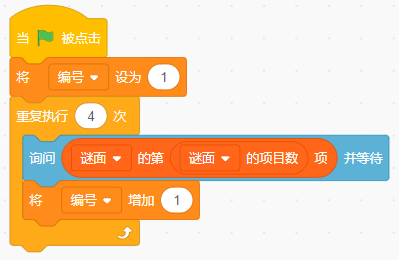 当 被点击
将 编号 设为 1
重复执行 4 次
询问 谜面 的第 谜面 的项目数 项 并等待
将 编号 增加 1